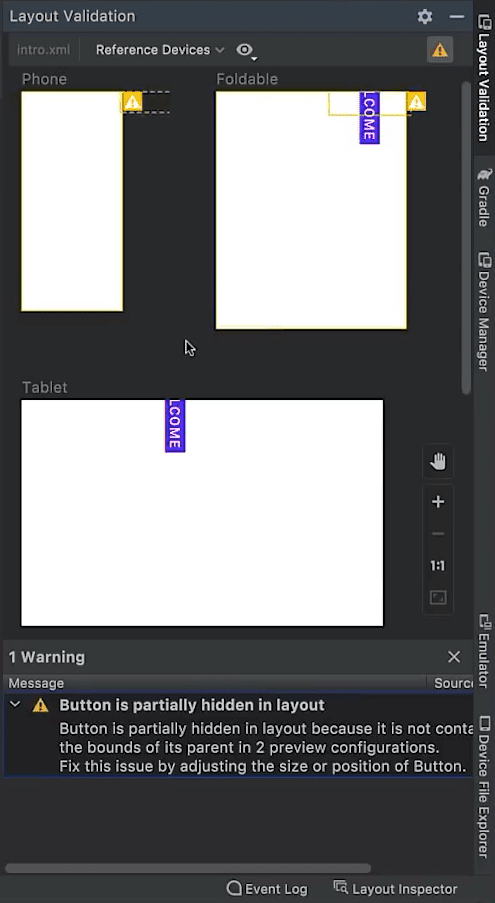 Layout Validation
intro.xml
Reference Devices
Phone
Foldable
LCOME
Tablet
LCOME
1:1
1 Warning
Message
Source
Button is partially hidden in layout
Button is partially hidden in layout because it is not conta
the bounds of its parent in 2 preview configurations.
Fix this issue by adjusting the size or position of Button.
Event Log
Layout Inspector
Layout Validation
Gradle
Device Manager
Emulator
Device File Explorer